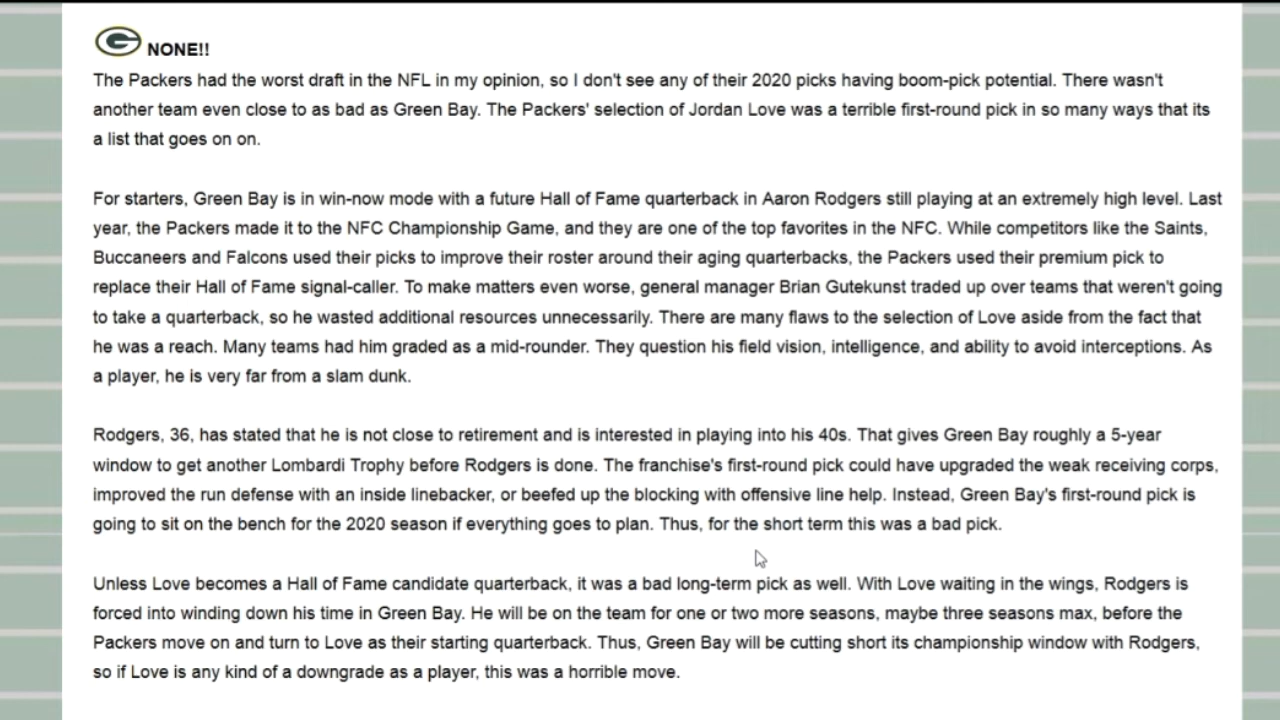 G NONE!!
The Packers had the worst draft in the NFL in my opinion, so I don't see any of their 2020 picks having boom-pick potential. There wasn't
another team even close to as bad as Green Bay. The Packers' selection of Jordan Love was a terrible first-round pick in so many ways that its
a list that goes on on.
For starters, Green Bay is in win-now mode with a future Hall of Fame quarterback in Aaron Rodgers still playing at an extremely high level. Last
year, the Packers made it to the NFC Championship Game, and they are one of the top favorites in the NFC. While competitors like the Saints,
Buccaneers and Falcons used their picks to improve their roster around their aging quarterbacks, the Packers used their premium pick to
replace their Hall of Fame signal-caller. To make matters even worse, general manager Brian Gutekunst traded up over teams that weren't going
to take a quarterback, so he wasted additional resources unnecessarily. There are many flaws to the selection of Love aside from the fact that
he was a reach. Many teams had him graded as a mid-rounder. They question his field vision, intelligence, and ability to avoid interceptions. As
a player, he is very far from a slam dunk.
Rodgers, 36, has stated that he is not close to retirement and is interested in playing into his 40s. That gives Green Bay roughly a 5-year
window to get another Lombardi Trophy before Rodgers is done. The franchise's first-round pick could have upgraded the weak receiving corps,
improved the run defense with an inside linebacker, or beefed up the blocking with offensive line help. Instead, Green Bay's first-round pick is
going to sit on the bench for the 2020 season if everything goes to plan. Thus, for the short term this was a bad pick.
Unless Love becomes a Hall of Fame candidate quarterback, it was a bad long-term pick as well. With Love waiting in the wings, Rodgers is
forced into winding down his time in Green Bay. He will be on the team for one or two more seasons, maybe three seasons max, before the
Packers move on and turn to Love as their starting quarterback. Thus, Green Bay will be cutting short its championship window with Rodgers,
so if Love is any kind of a downgrade as a player, this was a horrible move.